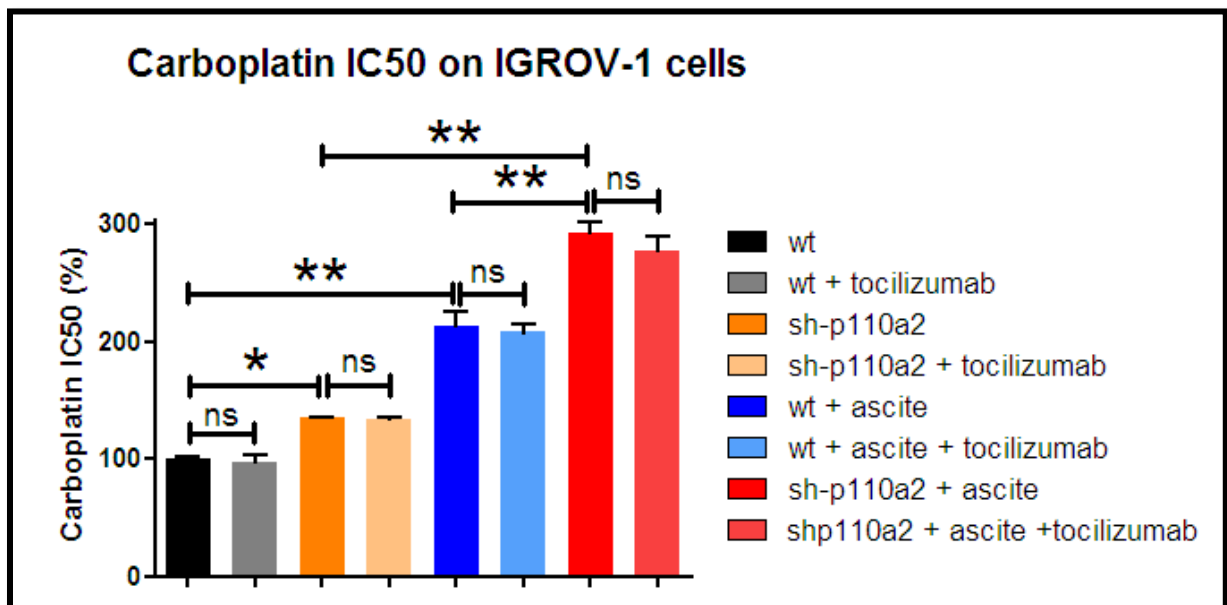 Carboplatin IC50 on IGROV-1 cells
**
**
ns
**
ns
*
ns
ns
Carboplatin IC50 (%)
300
200
100
0
wt
wt + tocilizumab
sh-p110a2
sh-p110a2 + tocilizumab
wt + ascite
wt + ascite + tocilizumab
sh-p110a2 + ascite
shp110a2 + ascite +tocilizumab